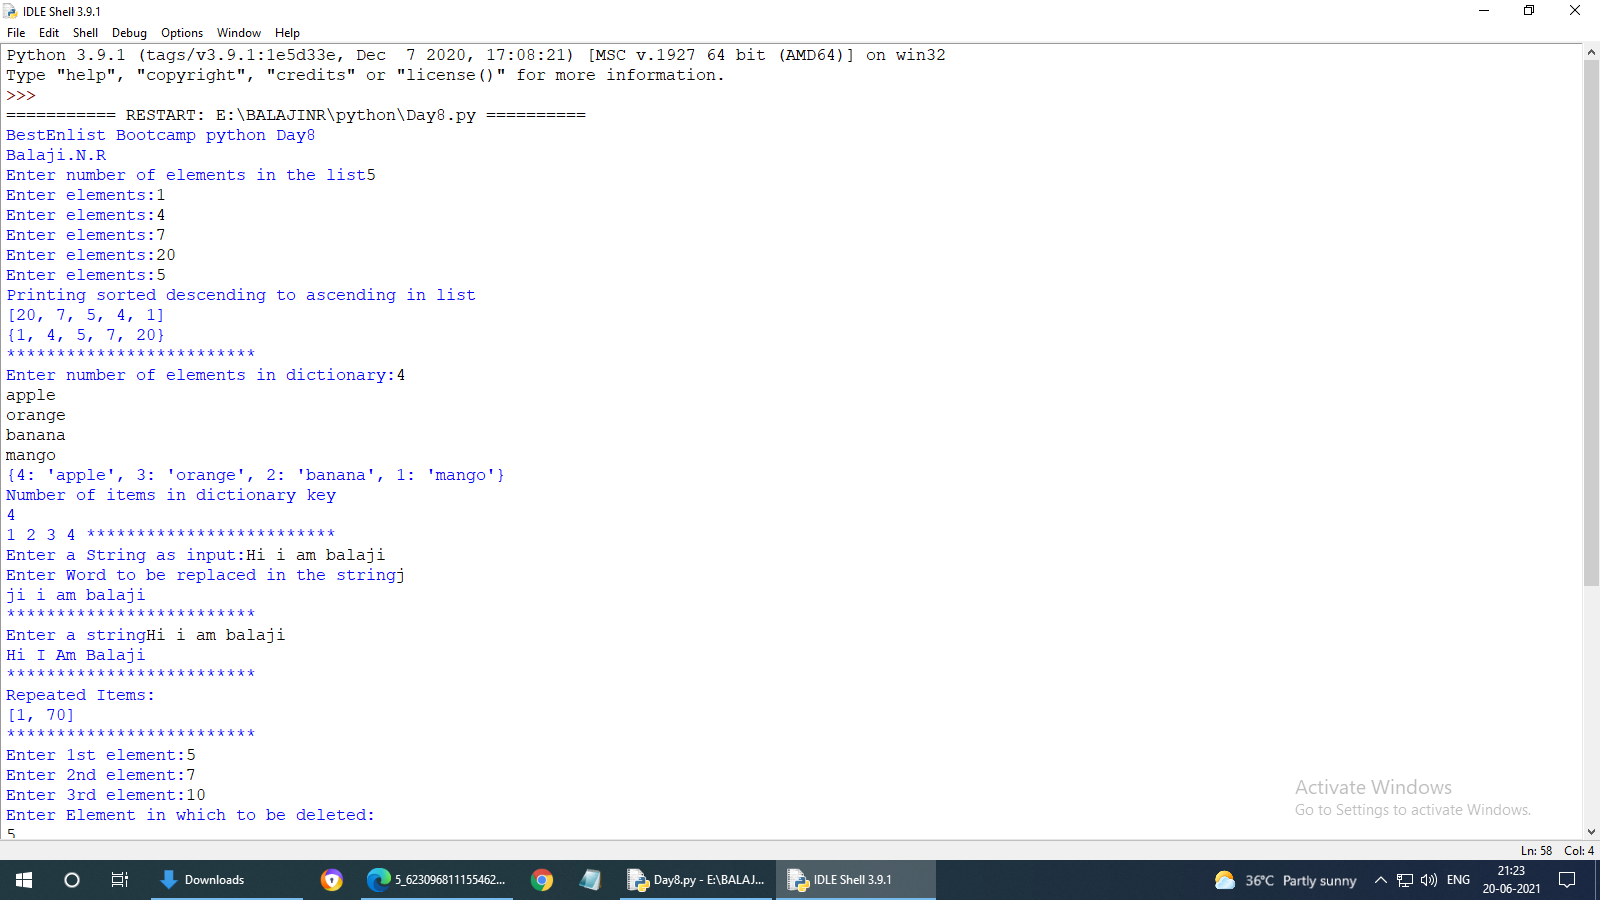 IDLE Shell 3.9.1
File Edit Shell Debug Options Window Help
Python 3.9.1 (tags/v3.9.1:1e5d33e, Dec  7 2020, 17:08:21) [MSC v.1927 64 bit (AMD64)] on win32
Type "help", "copyright", "credits" or "license()" for more information.
>>>
=========== RESTART: E:\BALAJINR\python\Day8.py ==========
BestEnlist Bootcamp python Day8
Balaji.N.R
Enter number of elements in the list5
Enter elements:1
Enter elements:4
Enter elements:7
Enter elements:20
Enter elements:5
Printing sorted descending to ascending in list
[20, 7, 5, 4, 1]
{1, 4, 5, 7, 20}
*************************
Enter number of elements in dictionary:4
apple
orange
banana
mango
{4: 'apple', 3: 'orange', 2: 'banana', 1: 'mango'}
Number of items in dictionary key
4
1 2 3 4 *************************
Enter a String as input:Hi i am balaji
Enter Word to be replaced in the stringj
ji i am balaji
*************************
Enter a stringHi i am balaji
Hi I Am Balaji
*************************
Repeated Items:
[1, 70]
*************************
Enter 1st element:5
Enter 2nd element:7
Enter 3rd element:10
Enter Element in which to be deleted:
5
Activate Windows
Go to Settings to activate Windows.
Ln: 58 Col: 4
Downloads
5_623096811155462...
Day8.py - E:\BALAJ...
IDLE Shell 3.9.1
36°C Partly sunny
ENG
21:23
20-06-2021